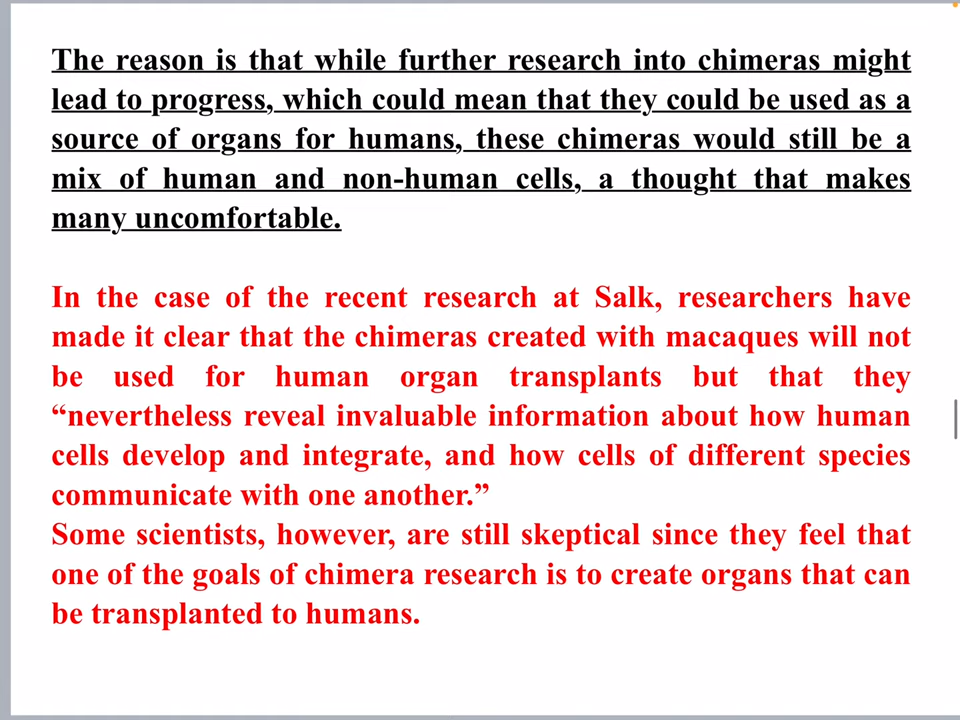 The reason is that while further research into chimeras might
lead to progress, which could mean that they could be used as a
source of organs for humans, these chimeras would still be a
mix of human and non-human cells, a thought that makes
many uncomfortable.
In the case of the recent research at Salk, researchers have
made it clear that the chimeras created with macaques will not
be used for human organ transplants but that they
“nevertheless reveal invaluable information about how human
cells develop and integrate, and how cells of different species
communicate with one another.”
Some scientists, however, are still skeptical since they feel that
one of the goals of chimera research is to create organs that can
be transplanted to humans.